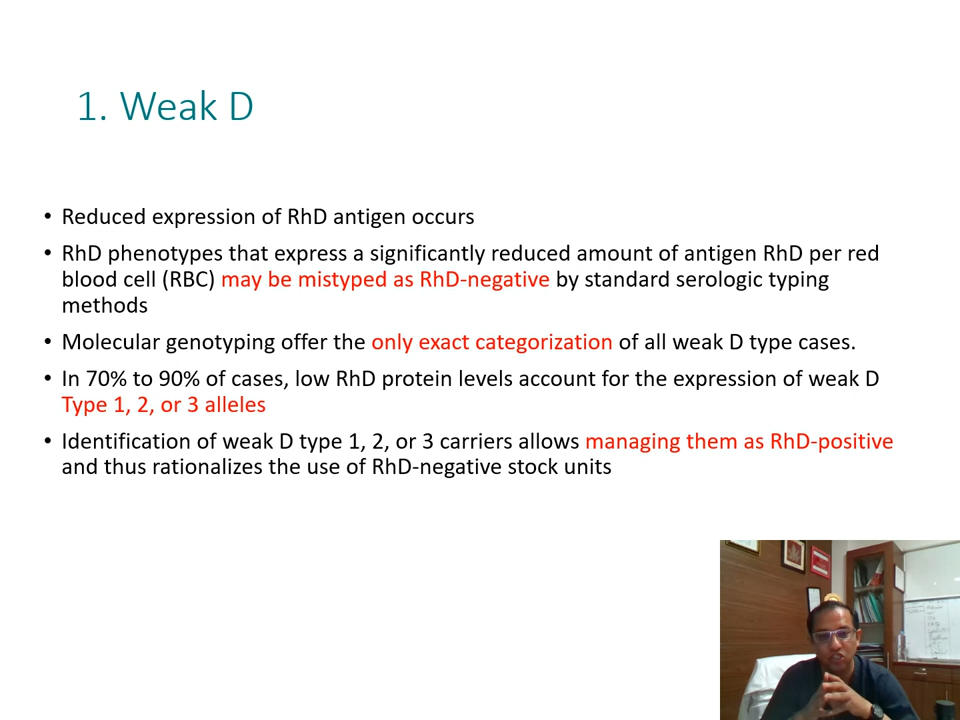 1. Weak D
• Reduced expression of RhD antigen occurs
• RhD phenotypes that express a significantly reduced amount of antigen RhD per red
blood cell (RBC) may be mistyped as RhD-negative by standard serologic typing
methods
• Molecular genotyping offer the only exact categorization of all weak D type cases.
• In 70% to 90% of cases, low RhD protein levels account for the expression of weak D
Type 1, 2, or 3 alleles
• Identification of weak D type 1, 2, or 3 carriers allows managing them as RhD-positive
and thus rationalizes the use of RhD-negative stock units